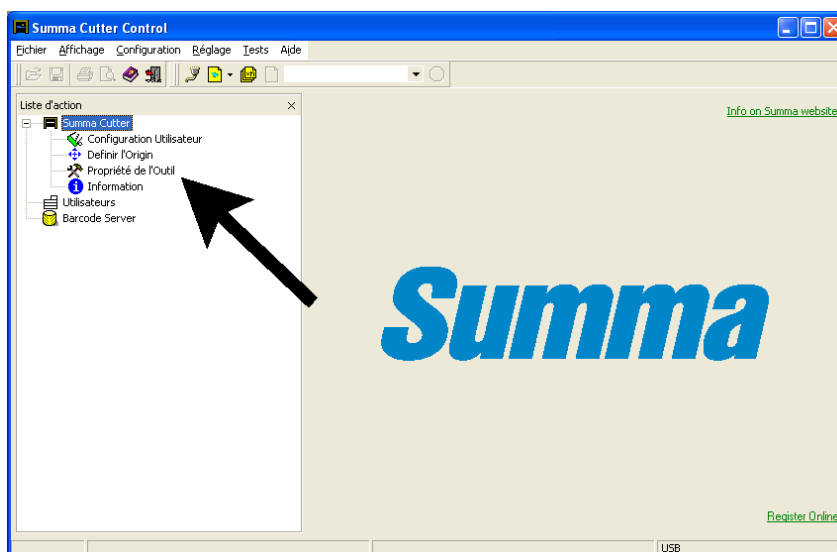 Summa Cutter Control
Fichier Affichage Configuration Réglage Tests Ajde
Liste d'action
Info on Summa website
Summa Cutter
Configuration Utilisateur
Definir l'Origin
Propriété de l'Outil
Information
Utilisateurs
Barcode Server
Summa
Register Online
USB